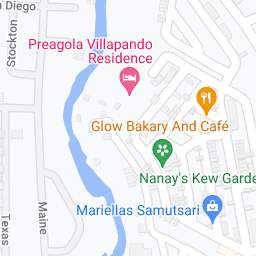 n Diego
Stockton
Preagola Villapando
Residence
Glow Bakary And Café
Nanay's Kew Garde
Mariellas Samutsari
Maine
Texas